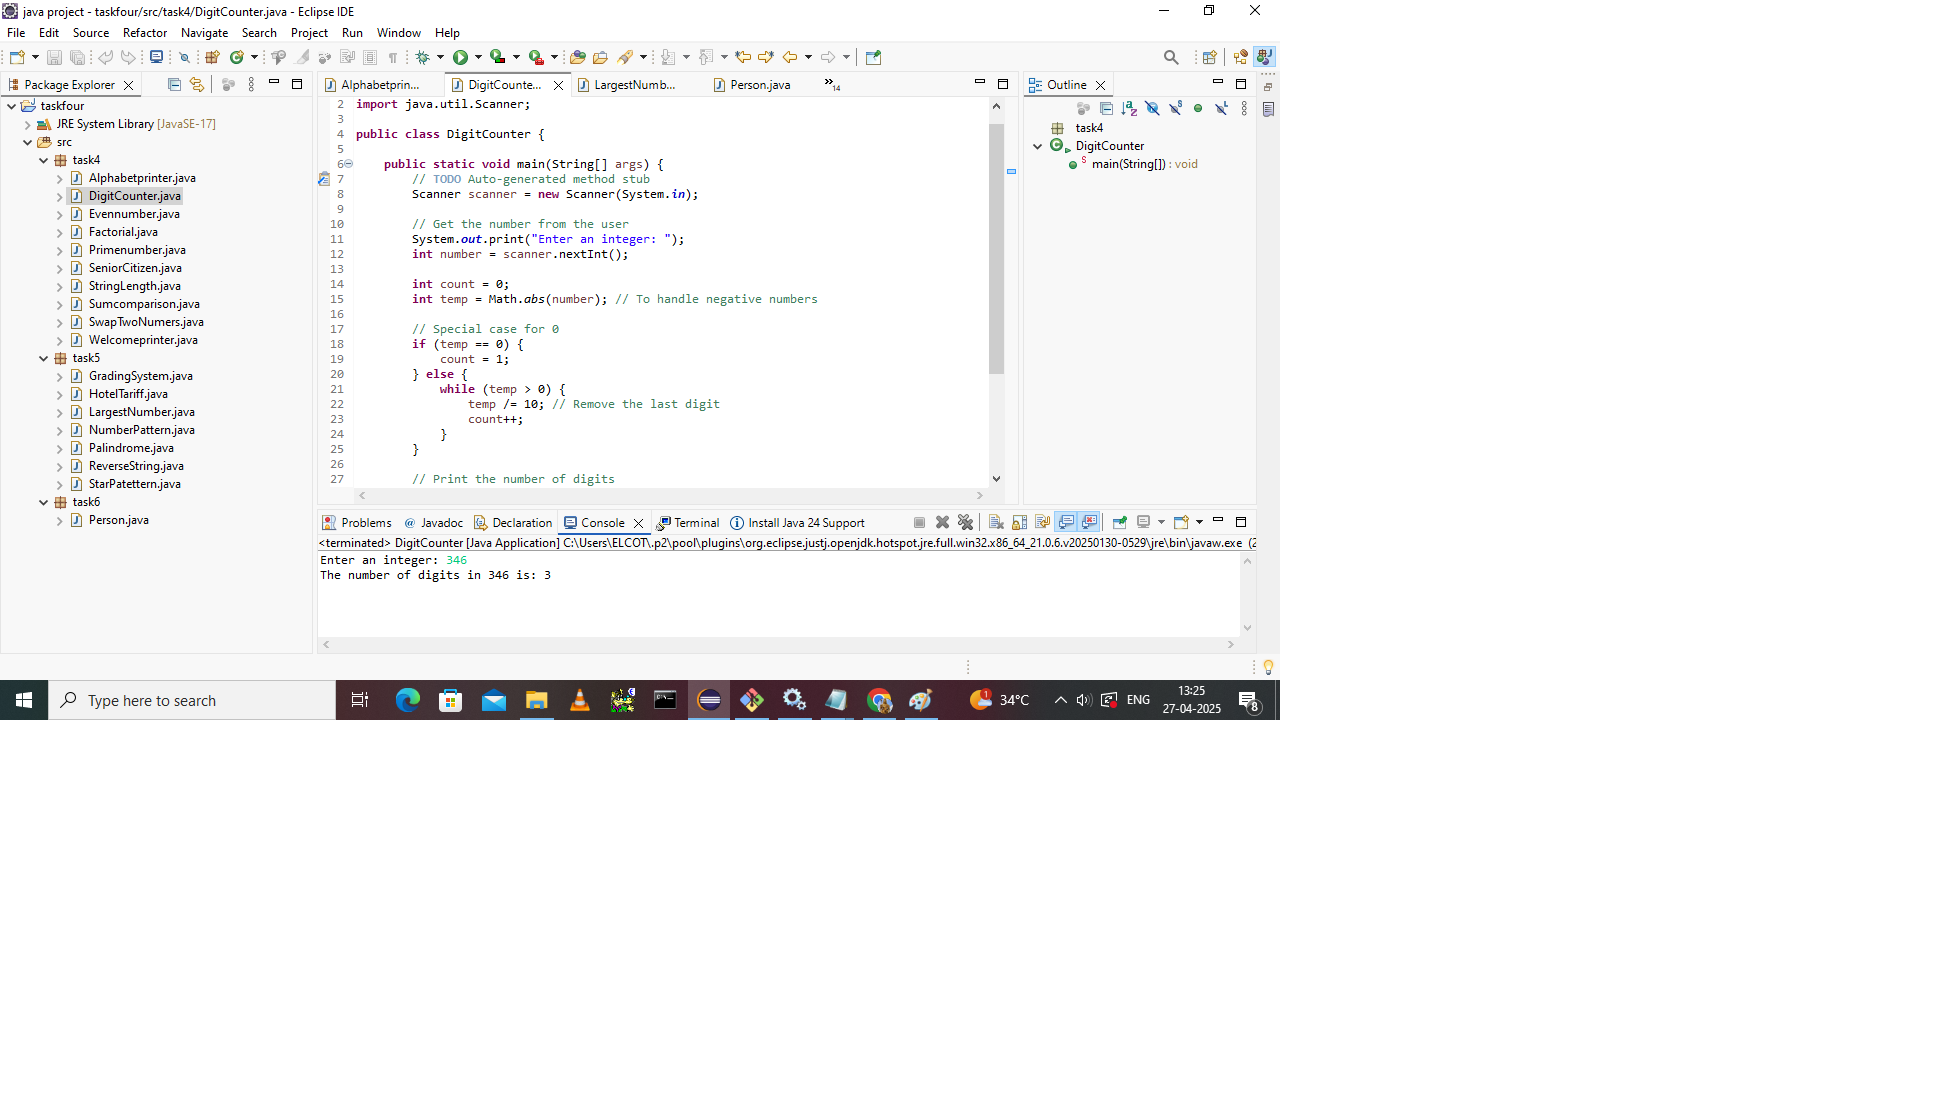 java project - taskfour/src/task4/DigitCounter.java - Eclipse IDE
File Edit Source Refactor Navigate Search Project Run Window Help
Package Explorer
taskfour
JRE System Library [JavaSE-17]
src
task4
Alphabetprinter.java
DigitCounter.java
Evennumber.java
Factorial.java
Primenumber.java
SeniorCitizen.java
StringLength.java
Sumcomparison.java
SwapTwoNumers.java
Welcomeprinter.java
task5
GradingSystem.java
HotelTariff.java
LargestNumber.java
NumberPattern.java
Palindrome.java
ReverseString.java
StarPatettern.java
task6
Person.java
Alphabetprin... DigitCounte... LargestNumb... Person.java »14
2 import java.util.Scanner;
3
4 public class DigitCounter {
5
6 public static void main(String[] args) {
7 // TODO Auto-generated method stub
8 Scanner scanner = new Scanner(System.in);
9
10 // Get the number from the user
11 System.out.print("Enter an integer: ");
12 int number = scanner.nextInt();
13
14 int count = 0;
15 int temp = Math.abs(number); // To handle negative numbers
16
17 // Special case for 0
18 if (temp == 0) {
19 count = 1;
20 } else {
21 while (temp > 0) {
22 temp /= 10; // Remove the last digit
23 count++;
24 }
25 }
26
27 // Print the number of digits
Outline
task4
DigitCounter
main(String[]) : void
Problems Javadoc Declaration Console Terminal Install Java 24 Support
<terminated> DigitCounter [Java Application] C:\Users\ELCOT\.p2\pool\plugins\org.eclipse.justj.openjdk.hotspot.jre.full.win32.x86_64_21.0.6.v20250130-0529\jre\bin\javaw.exe (2
Enter an integer: 346
The number of digits in 346 is: 3
Type here to search
1 34°C
ENG
13:25
27-04-2025
8